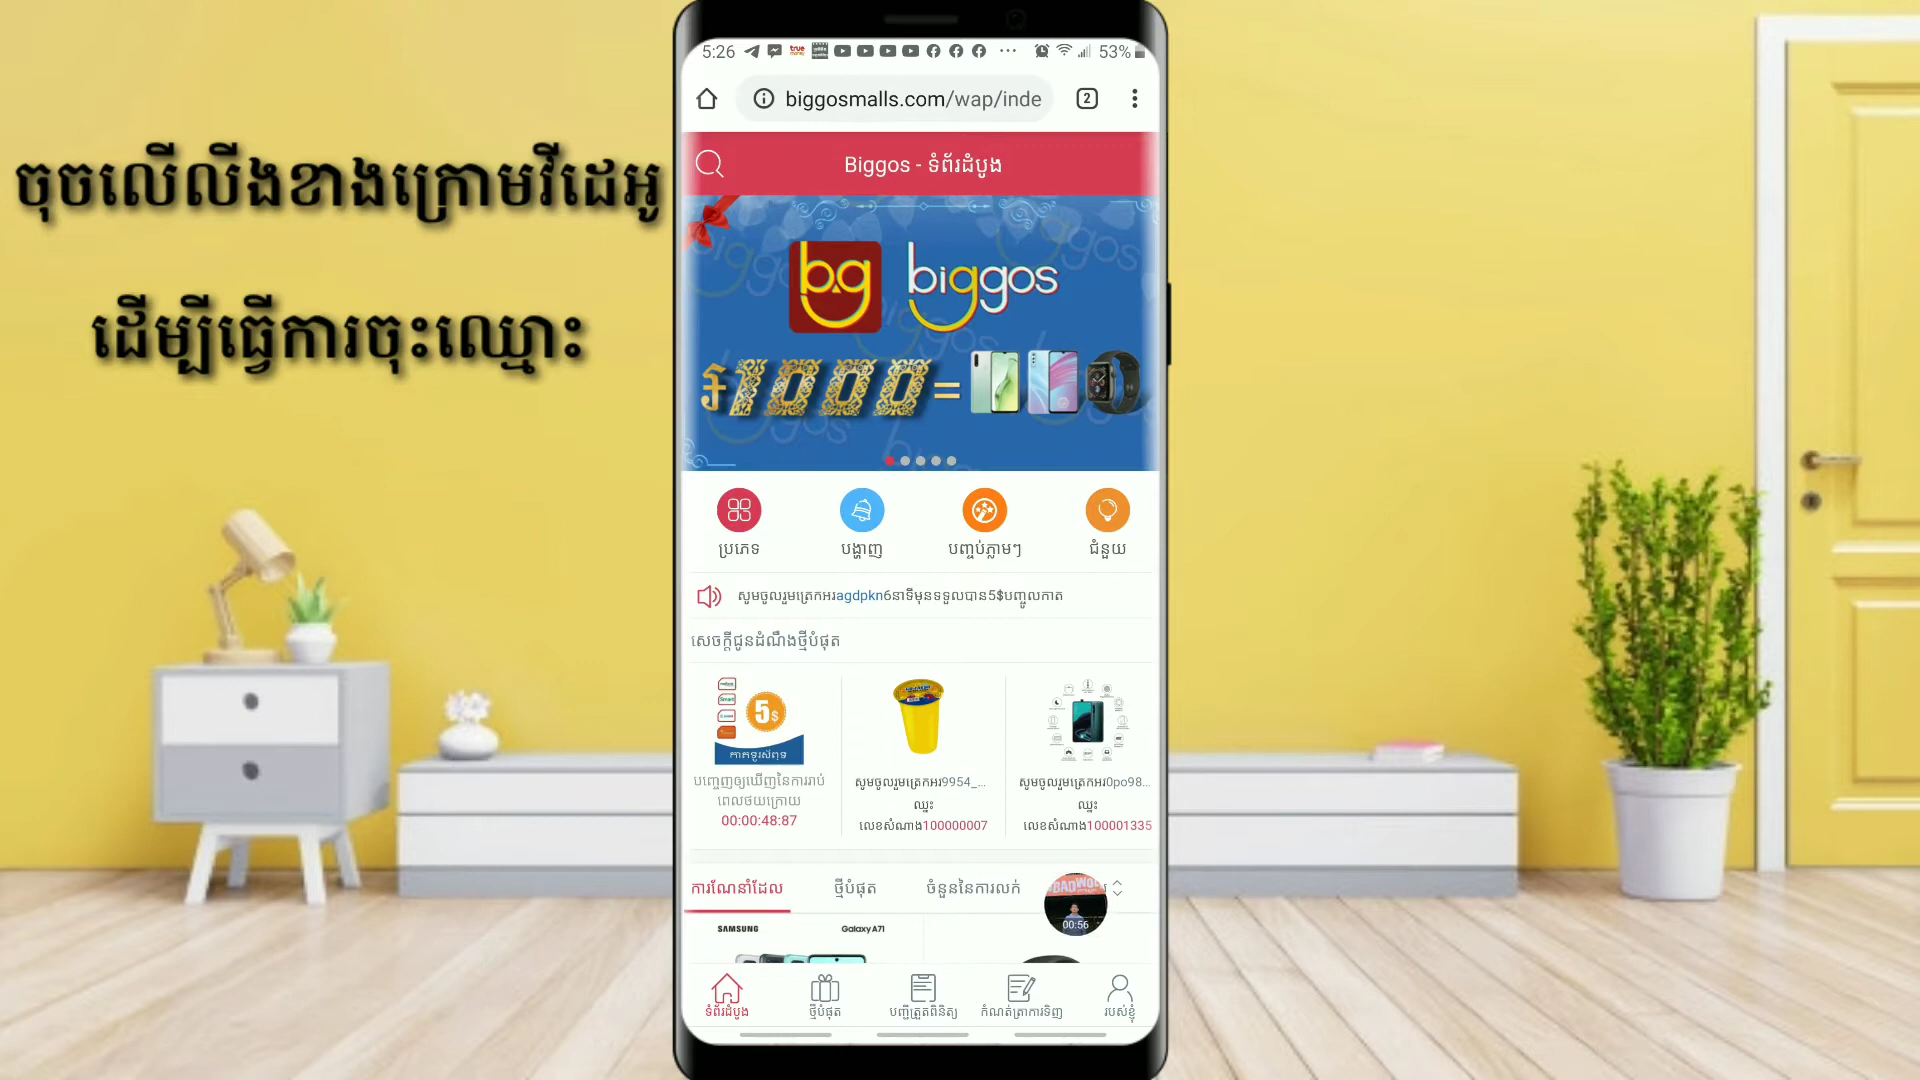 ចុចលើលីងខាងក្រោមវីដេអូ
ដើម្បីធ្វើការចុះឈ្មោះ
5:26
true money
53%
biggosmalls.com/wap/inde
2
Biggos - ទំព័រដំបូង
bg biggos
៛1000=
ប្រភេទ
បង្ហាញ
បញ្ចប់ភ្លាមៗ
ជំនួយ
សូមចូលរួមត្រេកអរagdpkn6នាទីមុនទទួលបាន5$បញ្ចូលកាត
សេចក្ដីជូនដំណឹងថ្មីបំផុត
Smart
5$
កាតទូរស័ព្ទ
បញ្ចេញឲ្យឃើញនៃការរាប់
ពេលថយក្រោយ
00:00:48:87
សូមចូលរួមត្រេកអរ9954_...
ឈ្នះ
លេខសំណាង100000007
សូមចូលរួមត្រេកអរ0po98...
ឈ្នះ
លេខសំណាង100001335
ការណែនាំដែល
ថ្មីបំផុត
ចំនួននៃការលក់
00:56
SAMSUNG
Galaxy A71
ទំព័រដំបូង
ថ្មីបំផុត
បញ្ជីត្រួតពិនិត្យ
កំណត់ត្រាការទិញ
របស់ខ្ញុំ